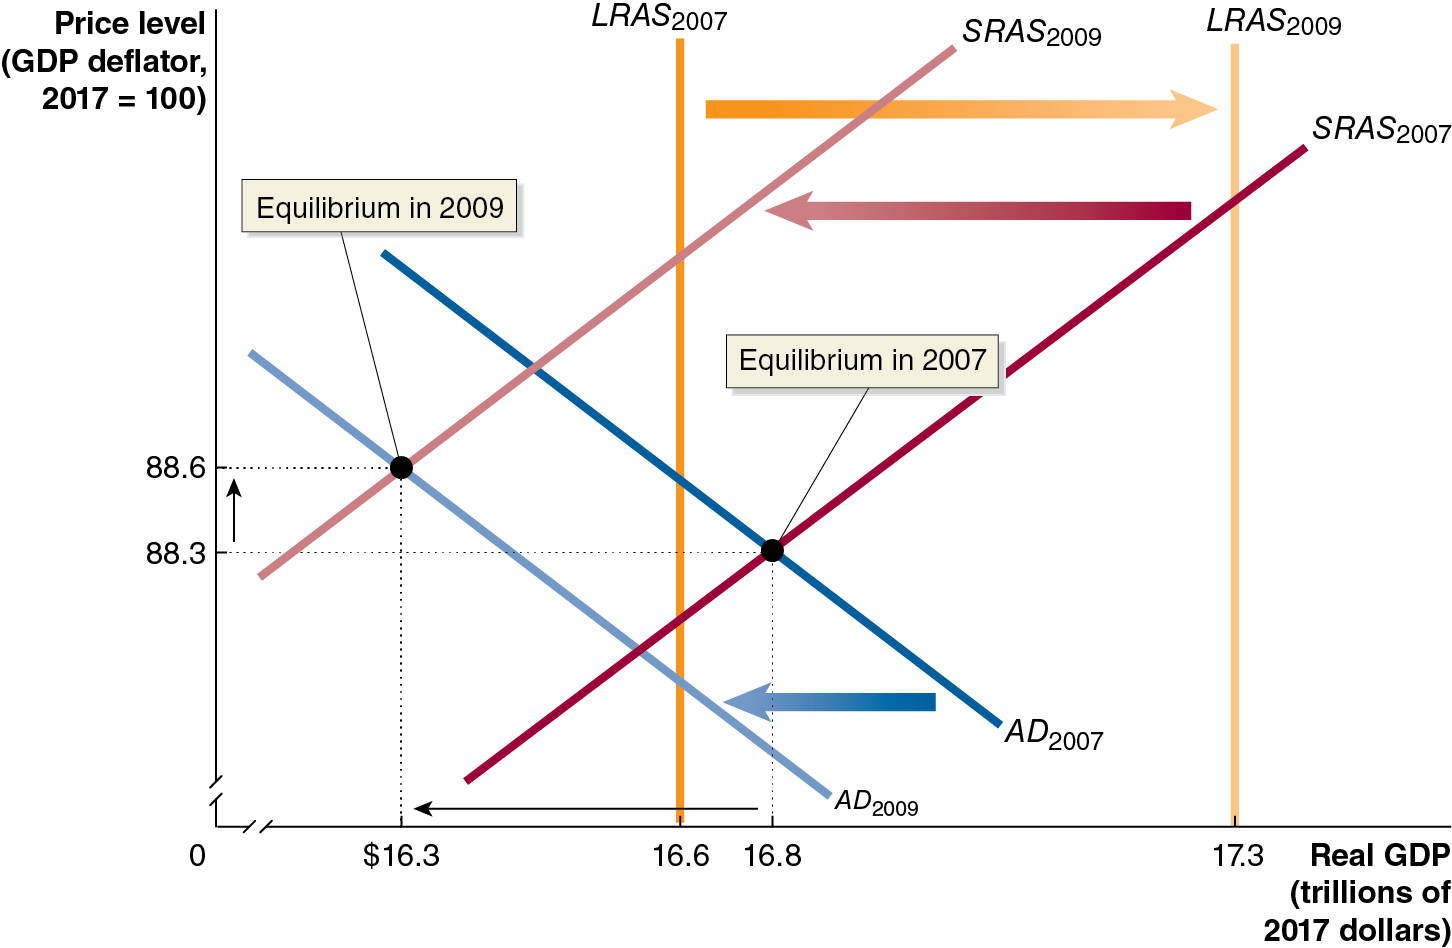 Price level
(GDP deflator,
2017 = 100)
LRAS2007
SRAS2009
LRAS2009
SRAS2007
Equilibrium in 2009
Equilibrium in 2007
88.6
88.3
AD2007
AD2009
0
$16.3
16.6
16.8
17.3
Real GDP
(trillions of
2017 dollars)